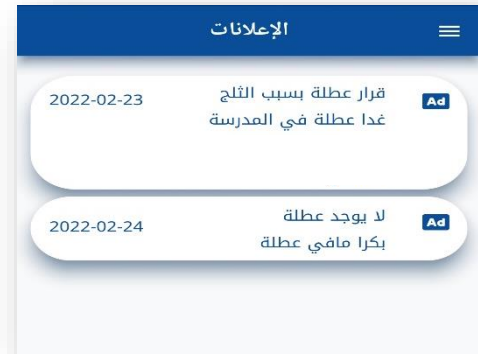 الإعلانات
Ad قرار عطلة بسبب الثلج 2022-02-23
غدا عطلة في المدرسة
Ad لا يوجد عطلة 2022-02-24
بكرا مافي عطلة